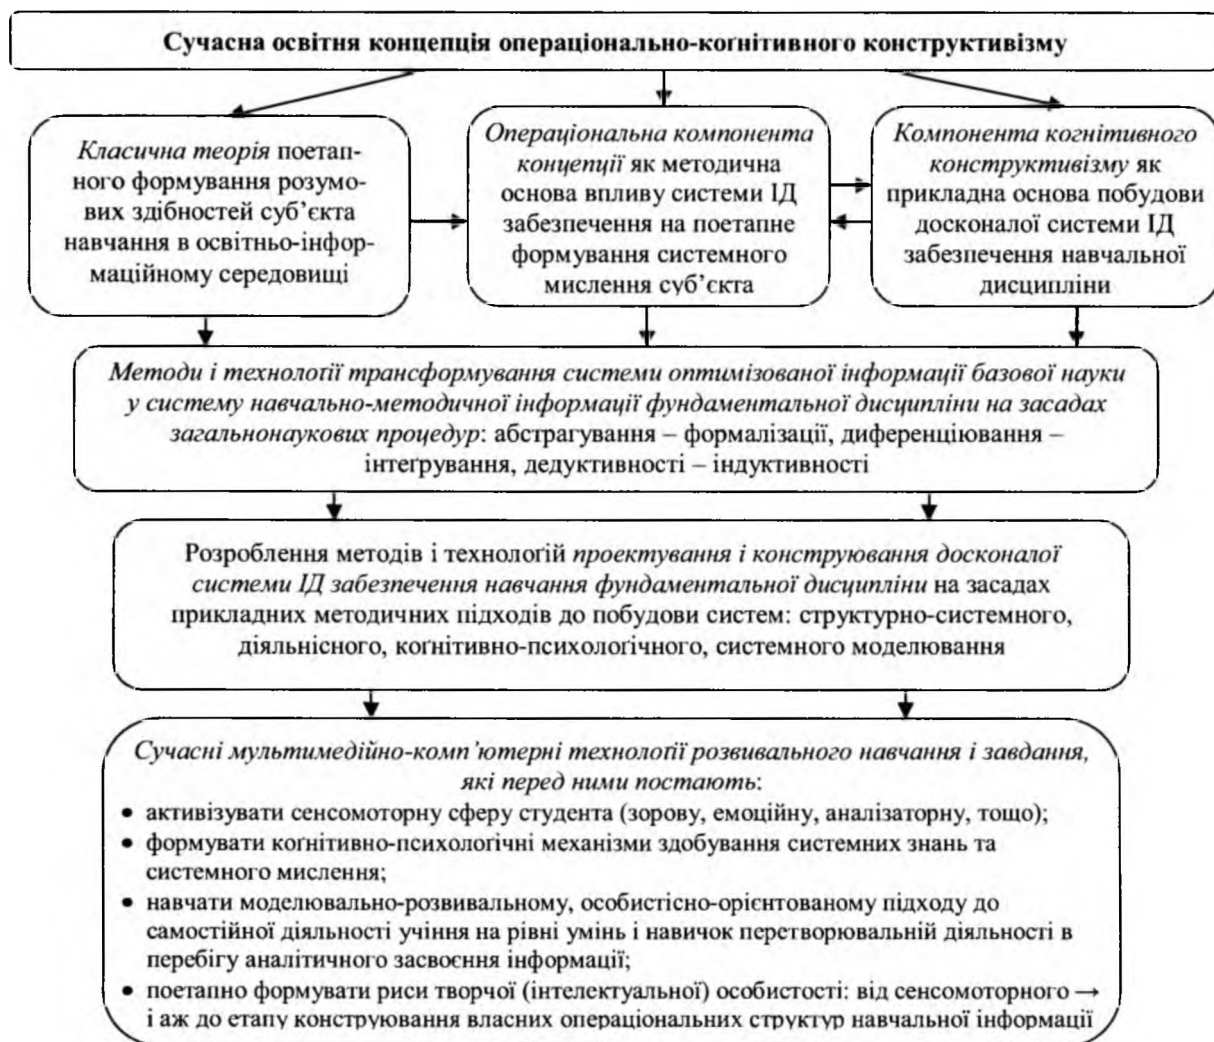 Сучасна освітня концепція операціонально-коґнітивного конструктивізму
Класична теорія поетап-
ного формування розумо-
вих здібностей суб’єкта
навчання в освітньо-інфор-
маційному середовищі
Операціональна компонента
концепції як методична
основа впливу системи ІД
забезпечення на поетапне
формування системного
мислення суб’єкта
Компонента когнітивного
конструктивізму як
прикладна основа побудови
досконалої системи ІД
забезпечення навчальної
дисципліни
Методи і технології трансформування системи оптимізованої інформації базової науки
у систему навчально-методичної інформації фундаментальної дисципліни на засадах
загальнонаукових процедур: абстрагування – формалізації, диференціювання –
інтеґрування, дедуктивності – індуктивності
Розроблення методів і технологій проектування і конструювання досконалої
системи ІД забезпечення навчання фундаментальної дисципліни на засадах
прикладних методичних підходів до побудови систем: структурно-системного,
діяльнісного, коґнітивно-психологічного, системного моделювання
Сучасні мультимедійно-комп’ютерні технології розвивального навчання і завдання,
які перед ними постають:
• активізувати сенсомоторну сферу студента (зорову, емоційну, аналізаторну, тощо);
• формувати коґнітивно-психологічні механізми здобування системних знань та
системного мислення;
• навчати моделювально-розвивальному, особистісно-орієнтованому підходу до
самостійної діяльності учіння на рівні умінь і навичок перетворювальній діяльності в
перебігу аналітичного засвоєння інформації;
• поетапно формувати риси творчої (інтелектуальної) особистості: від сенсомоторного →
і аж до етапу конструювання власних операціональних структур навчальної інформації